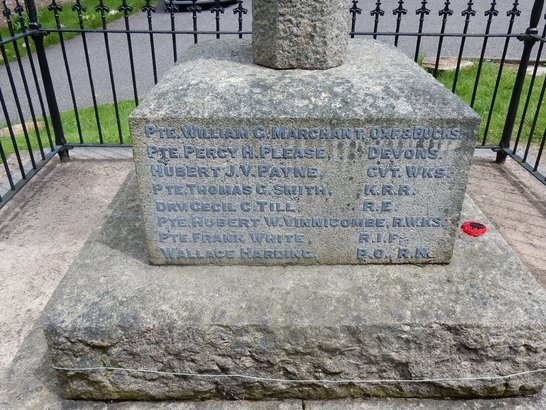 PTE. WILLIAM G. MARCHANT, OXF & BUCKS.
PTE. PERCY H. PLEASE, DEVONS.
HUBERT J. V. PAYNE, GVT. WKS.
PTE. THOMAS G. SMITH, K.R.R.
DRV. CECIL C. TILL, R.E.
PTE. HUBERT W. VINNICOMBE, R.W.KS.
PTE. FRANK WHITE, R.I.F.
WALLACE HARDING, P.O., R.N.